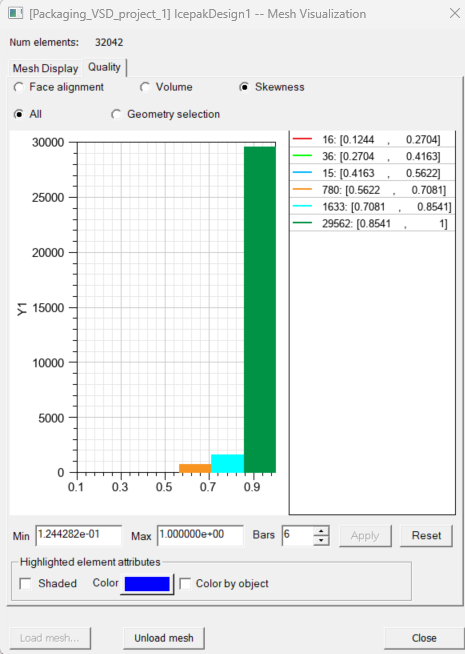 [Packaging_VSD_project_1] IcepakDesign1 -- Mesh Visualization
Num elements: 32042
Mesh Display Quality
Face alignment Volume Skewness
All Geometry selection
30000
25000
20000
15000
10000
5000
0
Y1
0.1 0.3 0.5 0.7 0.9
16: [0.1244 , 0.2704]
36: [0.2704 , 0.4163]
15: [0.4163 , 0.5622]
780: [0.5622 , 0.7081]
1633: [0.7081 , 0.8541]
29562: [0.8541 , 1]
Min 1.244282e-01 Max 1.000000e+00 Bars 6 Apply Reset
Highlighted element attributes
Shaded Color Color by object
Load mesh... Unload mesh Close